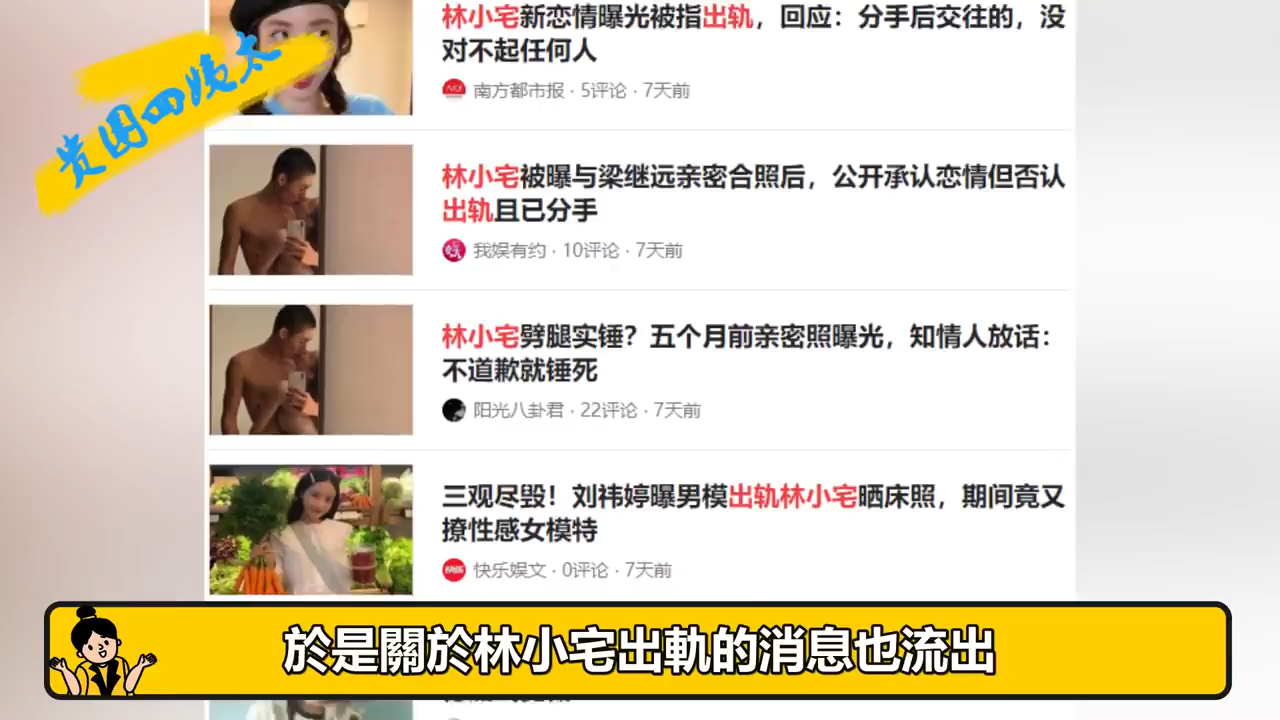 贵圈四姨太
林小宅新恋情曝光被指出轨，回应：分手后交往的，没
对不起任何人
南方都市报 · 5评论 · 7天前
林小宅被曝与梁继远亲密合照后，公开承认恋情但否认
出轨且已分手
我娱有约 · 10评论 · 7天前
林小宅劈腿实锤？五个月前亲密照曝光，知情人放话：
不道歉就锤死
阳光八卦君 · 22评论 · 7天前
三观尽毁！刘祎婷曝男模出轨林小宅晒床照，期间竟又
撩性感女模特
快乐娱文 · 0评论 · 7天前
於是關於林小宅出軌的消息也流出